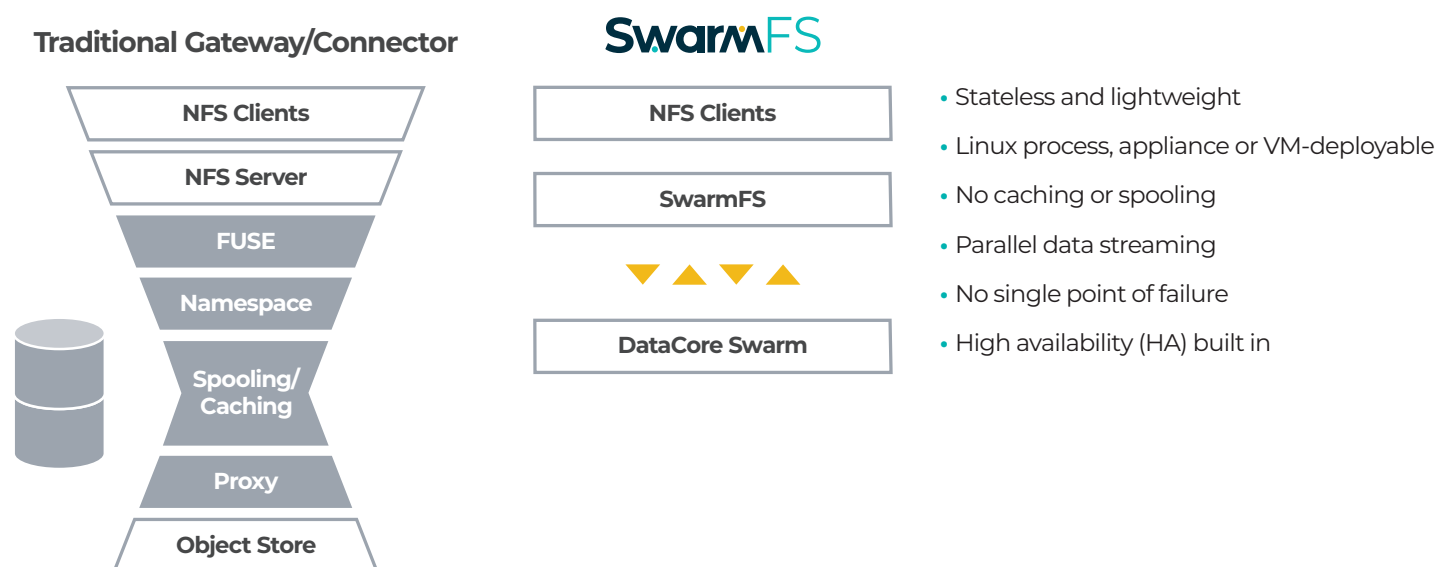 Traditional Gateway/Connector
NFS Clients
NFS Server
FUSE
Namespace
Spooling/
Caching
Proxy
Object Store
SwarmFS
NFS Clients
SwarmFS
DataCore Swarm
• Stateless and lightweight
• Linux process, appliance or VM-deployable
• No caching or spooling
• Parallel data streaming
• No single point of failure
• High availability (HA) built in